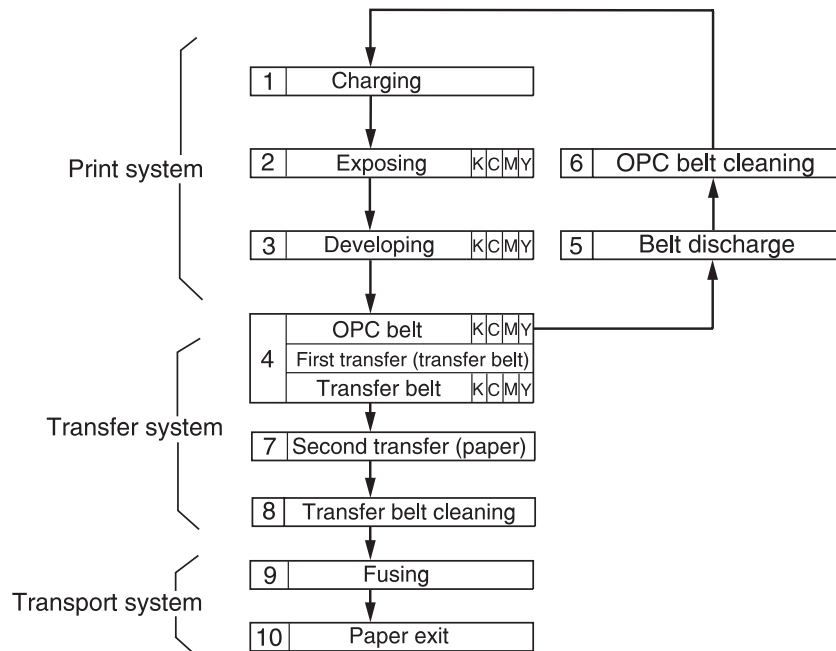 1 Charging
Print system
2 Exposing K C M Y
6 OPC belt cleaning
3 Developing K C M Y
5 Belt discharge
4
OPC belt K C M Y
First transfer (transfer belt)
Transfer belt K C M Y
Transfer system
7 Second transfer (paper)
8 Transfer belt cleaning
9 Fusing
Transport system
10 Paper exit